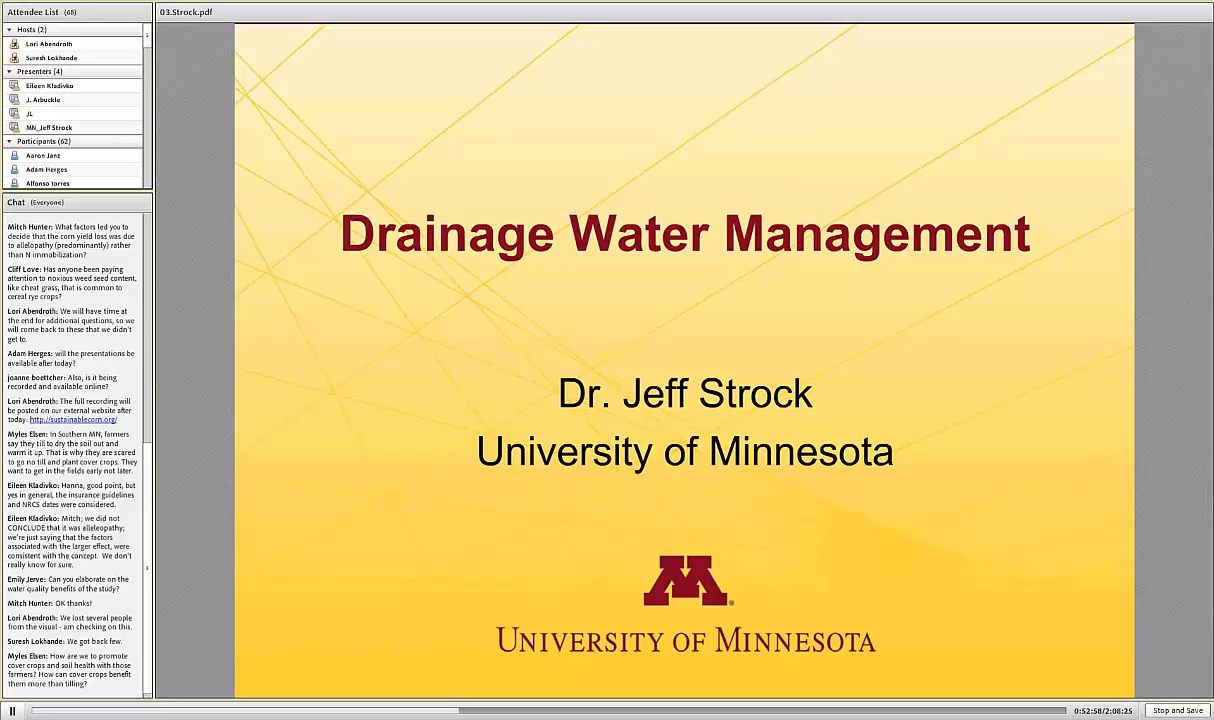 Attendee List (68)
Hosts (2)
Lori Abendroth
Suresh Lokhande
Presenters (4)
Eileen Kladivko
J. Arbuckle
JL
MN_Jeff Strock
Participants (62)
Aaron Janz
Adam Herges
Alfonso torres
Chat (Everyone)
Mitch Hunter: What factors led you to
decide that the corn yield loss was due
to allelopathy (predominantly) rather
than N immobilization?
Cliff Love: Has anyone been paying
attention to noxious weed seed content,
like cheat grass, that is common to
cereal rye crops?
Lori Abendroth: We will have time at
the end for additional questions, so we
will come back to these that we didn't
get to.
Adam Herges: will the presentations be
available after today?
joanne boettcher: Also, is it being
recorded and available online?
Lori Abendroth: The full recording will
be posted on our external website after
today: http://sustainablecorn.org/
Myles Elsen: In Southern MN, farmers
say they till to dry the soil out and
warm it up. That is why they are scared
to go no till and plant cover crops. They
want to get in the fields early not later.
Eileen Kladivko: Hanna, good point, but
yes in general, the insurance guidelines
and NRCS dates were considered.
Eileen Kladivko: Mitch; we did not
CONCLUDE that it was alleleopathy;
we're just saying that the factors
associated with the larger effect, were
consistent with the concept. We don't
really know for sure.
Emily Jerve: Can you elaborate on the
water quality benefits of the study?
Mitch Hunter: OK thanks!
Lori Abendroth: We lost several people
from the visual - am checking on this.
Suresh Lokhande: We got back few.
Myles Elsen: How are we to promote
cover crops and soil health with those
farmers? How can cover crops benefit
them more than tilling?
03.Strock.pdf
Drainage Water Management
Dr. Jeff Strock
University of Minnesota
M
UNIVERSITY OF MINNESOTA
0:52:58/2:08:25
Stop and Save